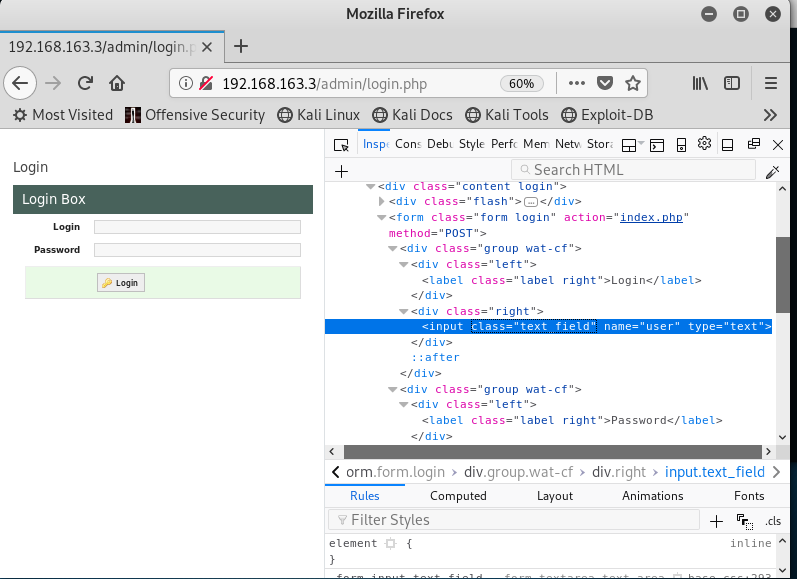 Mozilla Firefox
192.168.163.3/admin/login.p
192.168.163.3/admin/login.php 60%
Most Visited Offensive Security Kali Linux Kali Docs Kali Tools Exploit-DB
Login
Login Box
Login
Password
Login
Inspe Cons Debu Style Perfo Mem Netw Stora
Search HTML
<div class="content login">
<div class="flash">…</div>
<form class="form login" action="index.php"
method="POST">
<div class="group wat-cf">
<div class="left">
<label class="label right">Login</label>
</div>
<div class="right">
<input class="text_field" name="user" type="text">
</div>
::after
</div>
<div class="group wat-cf">
<div class="left">
<label class="label right">Password</label>
</div>
orm.form.login › div.group.wat-cf › div.right › input.text_field
Rules Computed Layout Animations Fonts
Filter Styles .cls
element { inline
}
.form input.text_field, .form textarea.text_area base.css:293